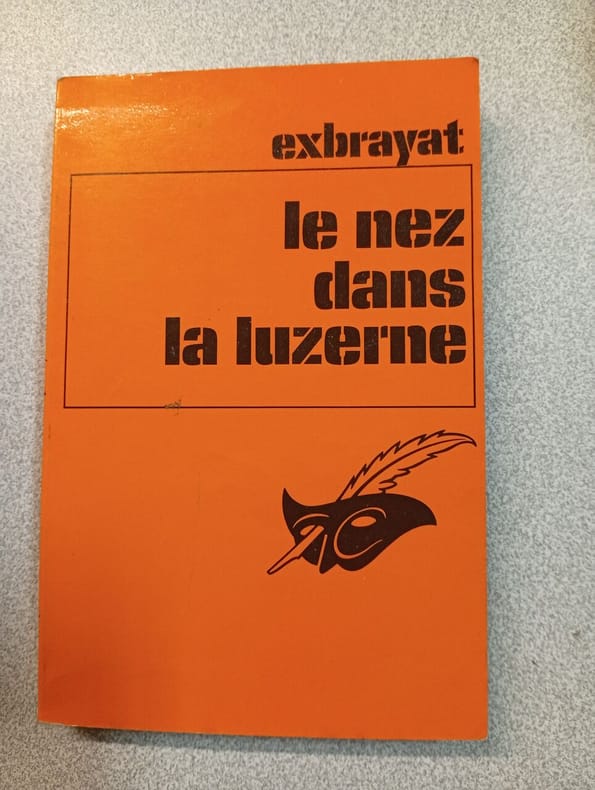 exbrayat
le nez
dans
la luzerne